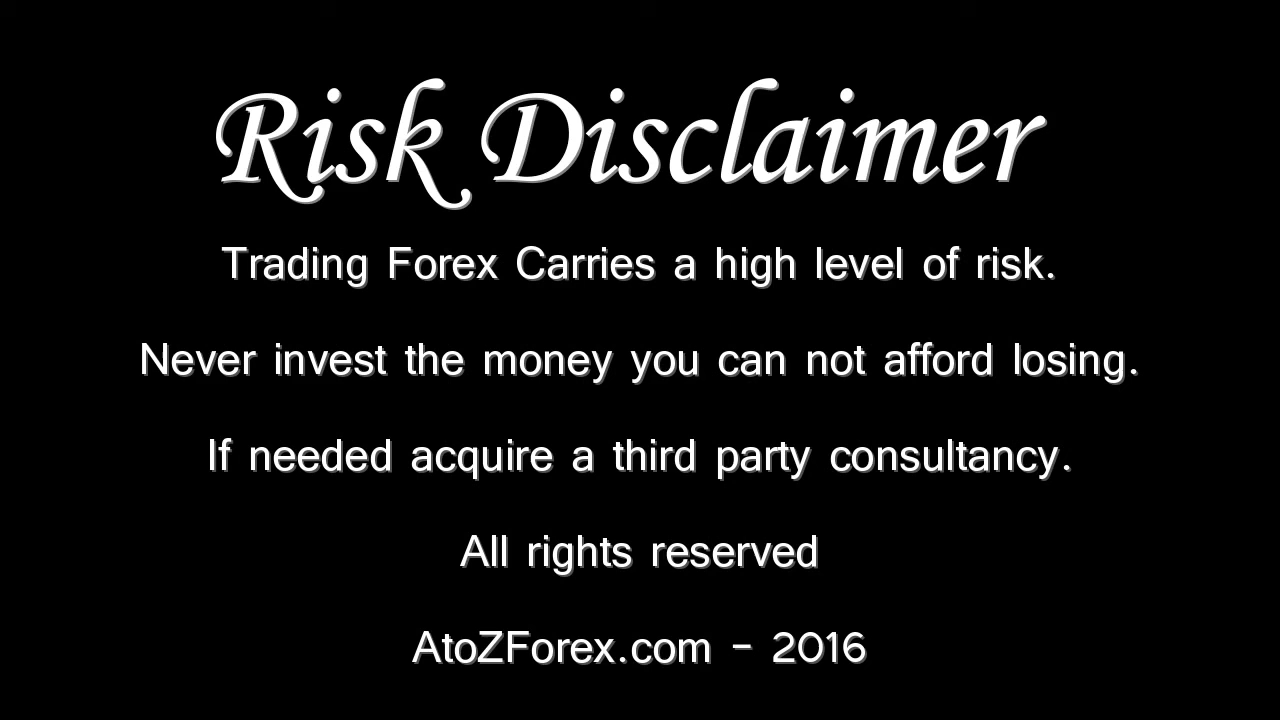 Risk Disclaimer
Trading Forex Carries a high level of risk.
Never invest the money you can not afford losing.
If needed acquire a third party consultancy.
All rights reserved
AtoZForex.com - 2016